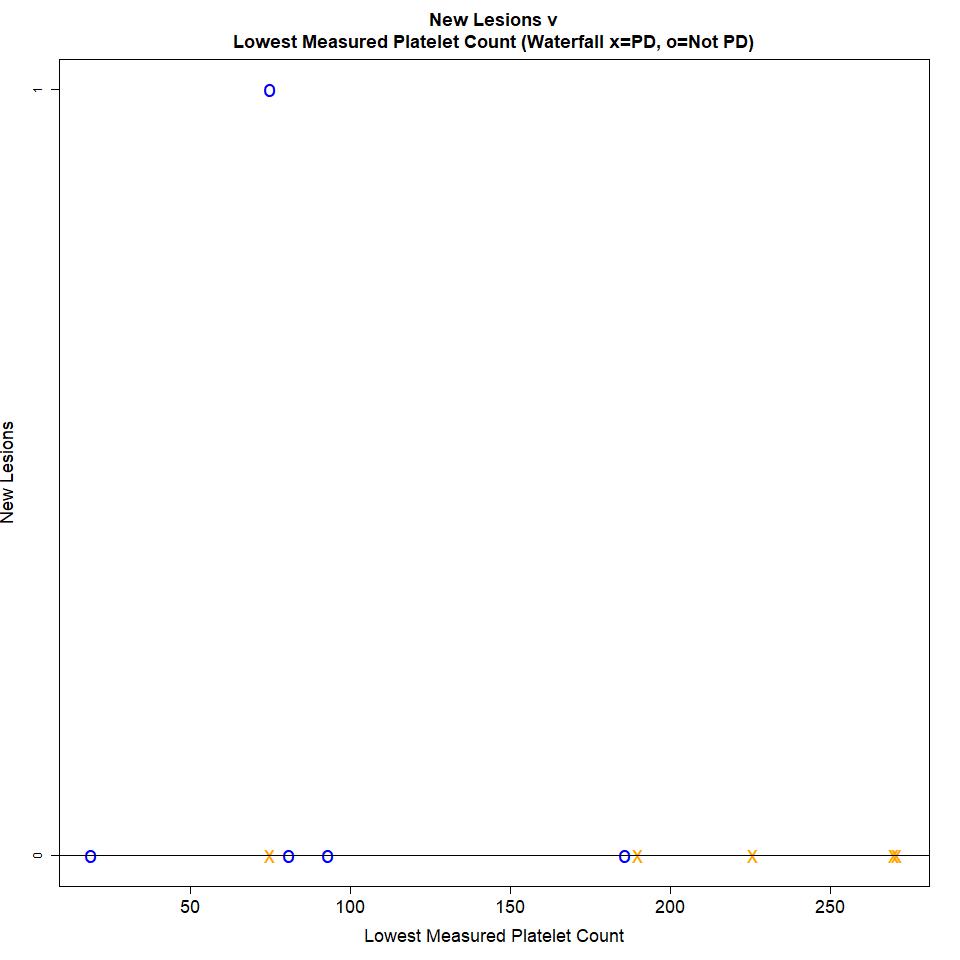 New Lesions v
Lowest Measured Platelet Count (Waterfall x=PD, o=Not PD)
1
o
New Lesions
0
o x o o o x x x x
50 100 150 200 250
Lowest Measured Platelet Count